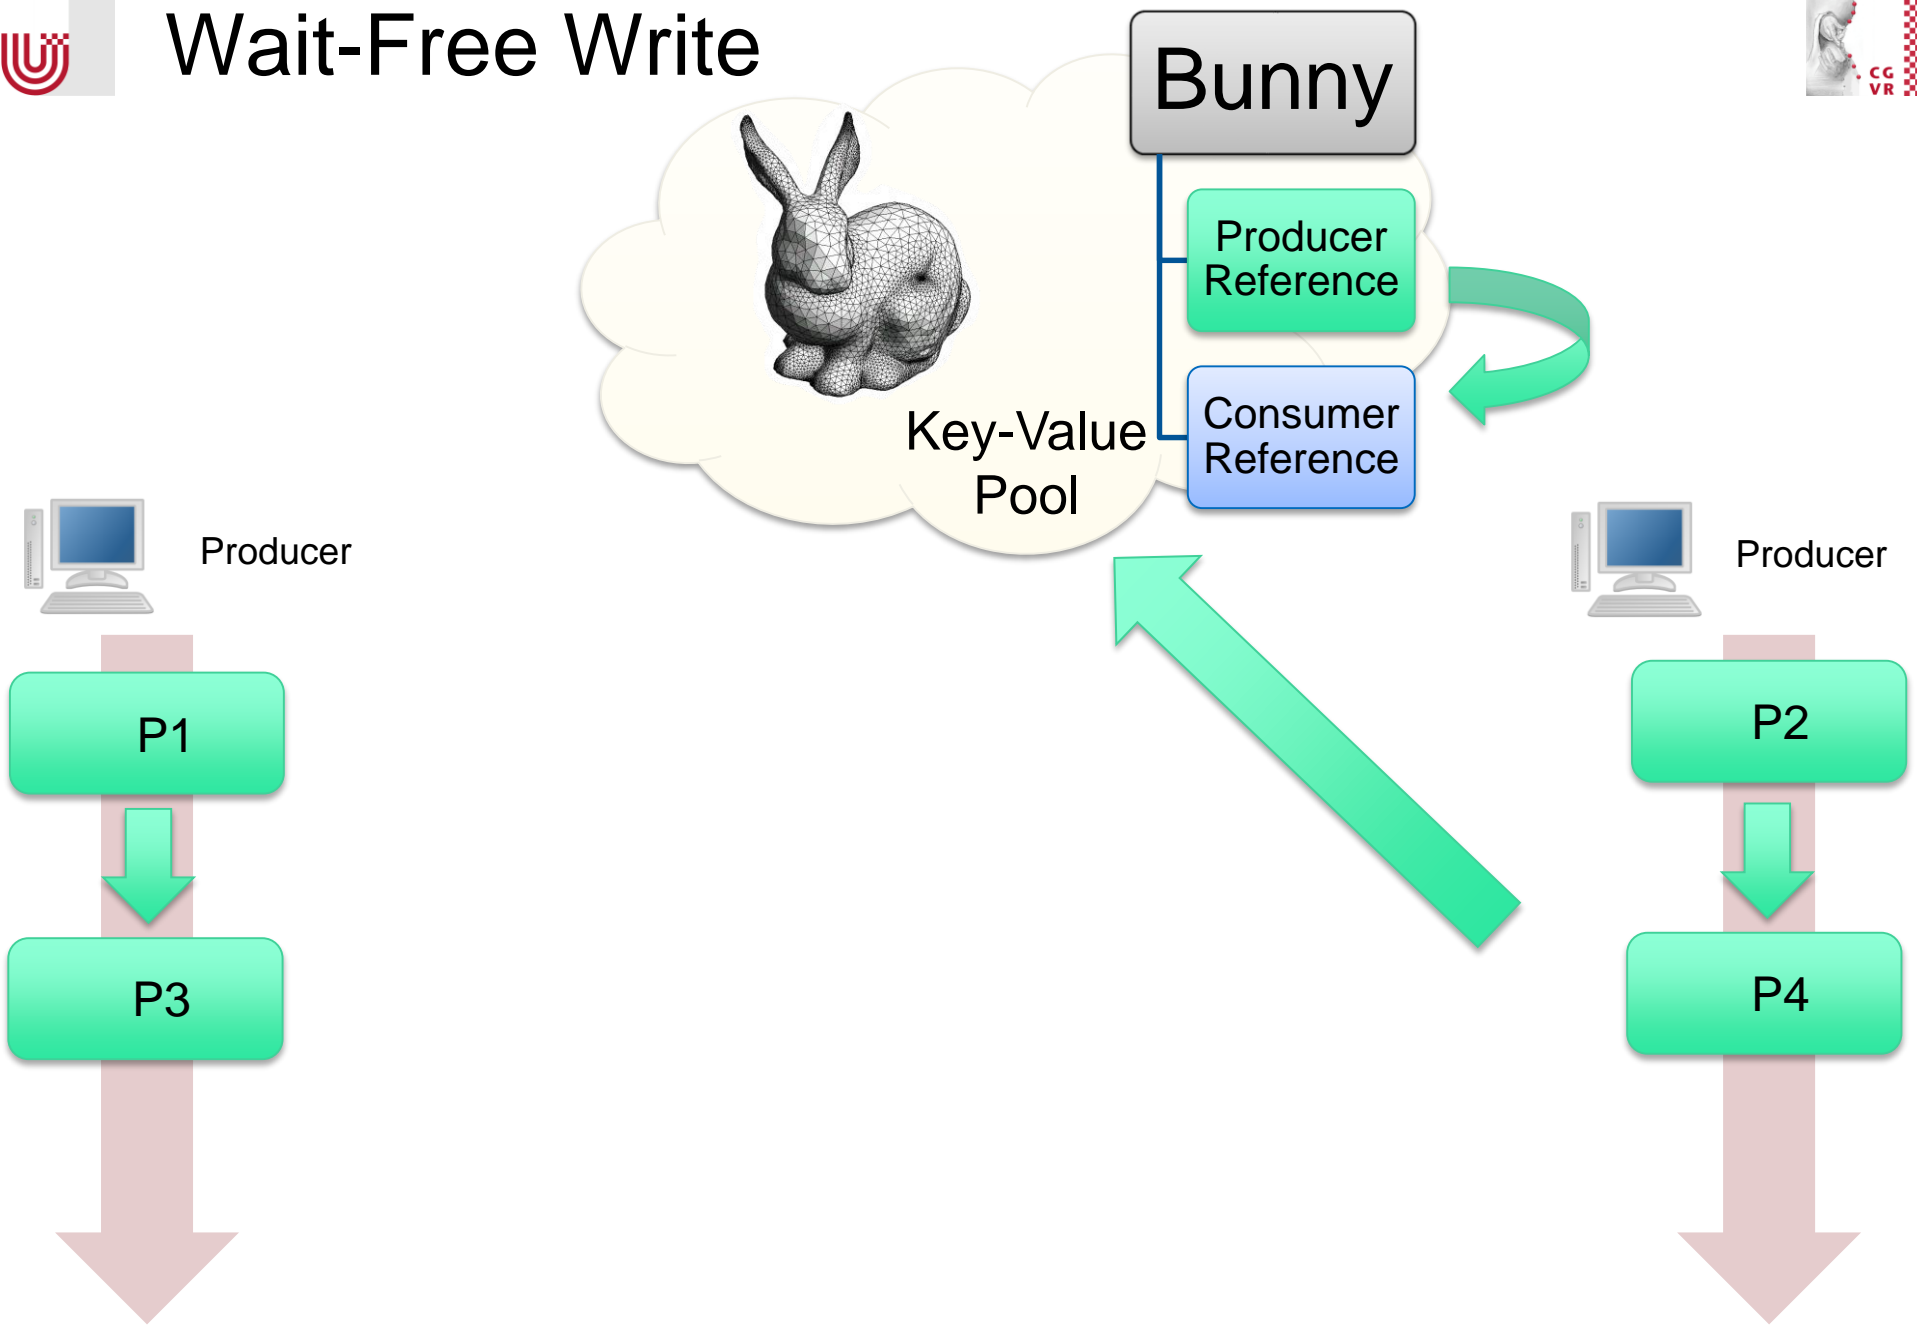 Wait-Free Write
Bunny
CG
VR
Producer
Reference
Consumer
Reference
Key-Value
Pool
Producer
Producer
P1
P2
P3
P4